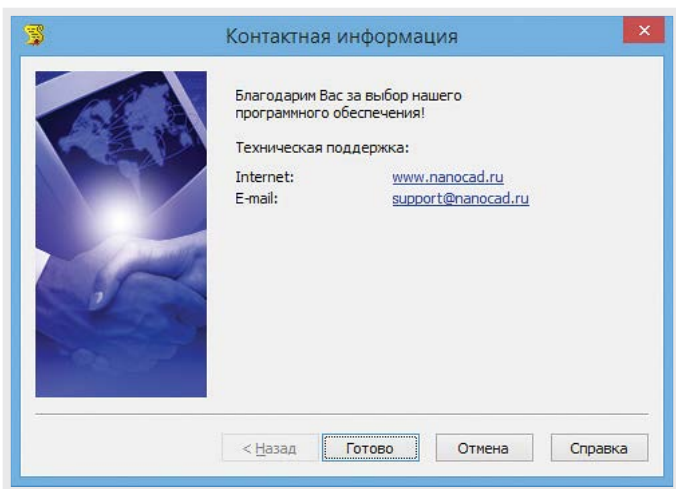 Контактная информация
Благодарим Вас за выбор нашего
программного обеспечения!
Техническая поддержка:
Internet: www.nanocad.ru
E-mail: support@nanocad.ru
< Назад Готово Отмена Справка